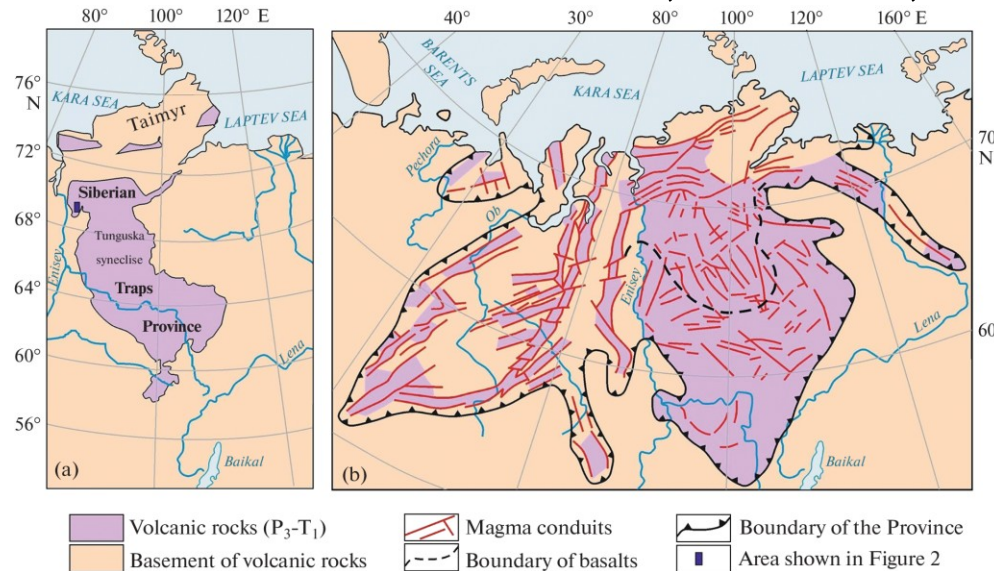 80° 100° 120° E
76°
N
72°
68°
64°
60°
56°
KARA SEA
Taimyr
LAPTEV SEA
Siberian
Tunguska
syneclise
Enisey
Traps
Province
Lena
Baikal
(a)
40° 30° 80° 100° 120° 160° E
BARENTS
SEA
KARA SEA
LAPTEV SEA
70
N
Pechora
Ob
Enisey
Lena
60
Baikal
(b)
Volcanic rocks (P₃-T₁)
Basement of volcanic rocks
Magma conduits
Boundary of basalts
Boundary of the Province
Area shown in Figure 2